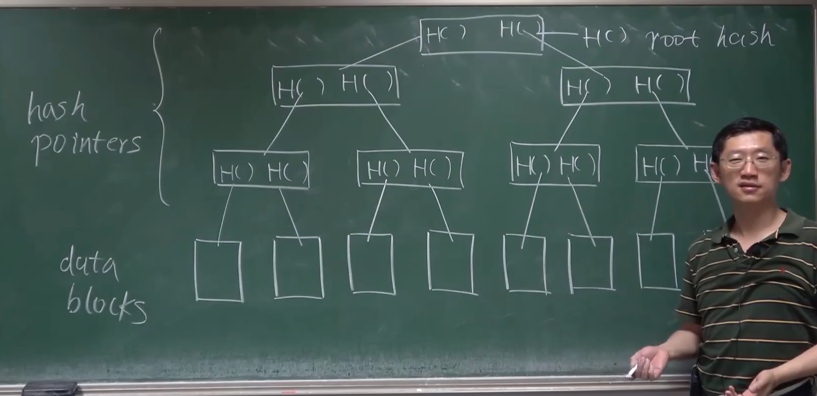 H( ) H( ) H( ) root hash
H( ) H( ) H( ) H( )
hash
pointers
H( ) H( ) H( ) H( ) H( ) H( ) H( ) H
data
blocks